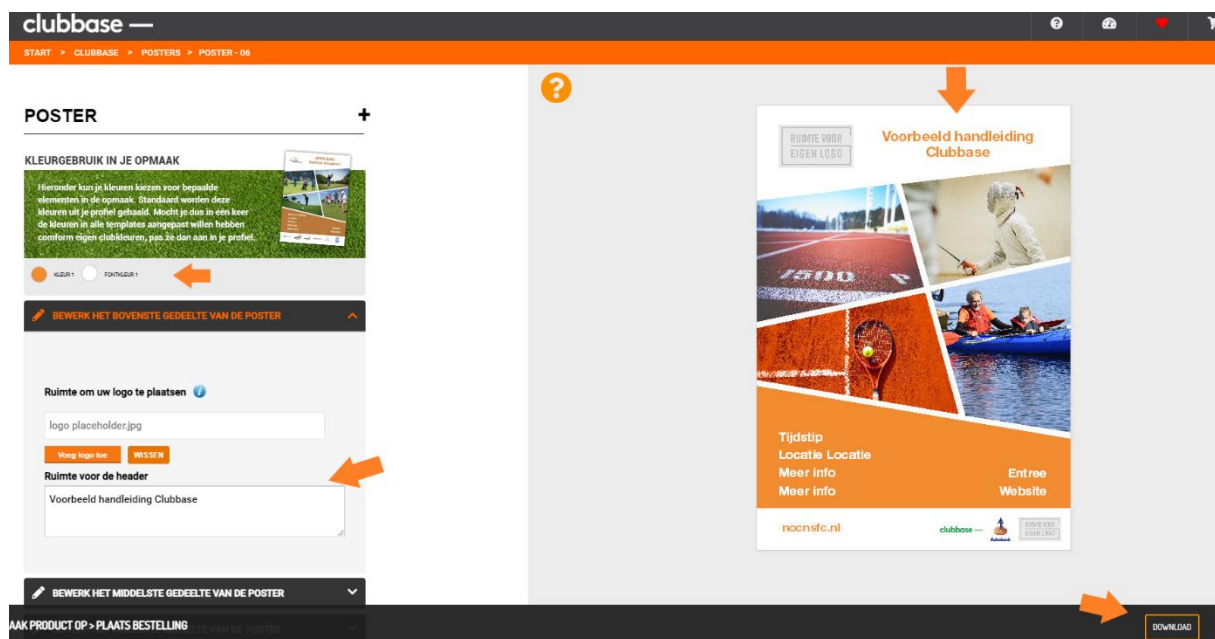 clubbase —
START > CLUBBASE > POSTERS > POSTER - 06
POSTER
KLEURGEBRUIK IN JE OPMAAK
Hieronder kun je kleuren kiezen voor bepaalde
elementen in de opmaak. Standaard worden deze
kleuren uit je profiel gehaald. Mocht je dus in één keer
de kleuren in alle templates aangepast willen hebben
comform eigen clubkleuren, pas ze dan aan in je profiel.
KLEUR 1 FONTKLEUR 1
BEWERK HET BOVENSTE GEDEELTE VAN DE POSTER
Ruimte om uw logo te plaatsen
logo placeholder.jpg
Voeg logo toe WISSEN
Ruimte voor de header
Voorbeeld handleiding Clubbase
BEWERK HET MIDDELSTE GEDEELTE VAN DE POSTER
AAK PRODUCT OP > PLAATS BESTELLING
RUIMTE VOOR
EIGEN LOGO
Voorbeeld handleiding
Clubbase
1500 P
Tijdstip
Locatie Locatie
Meer info Entree
Meer info Website
nocnsfc.nl clubbase — Rabobank
RUIMTE VOOR
EIGEN LOGO
DOWNLOAD